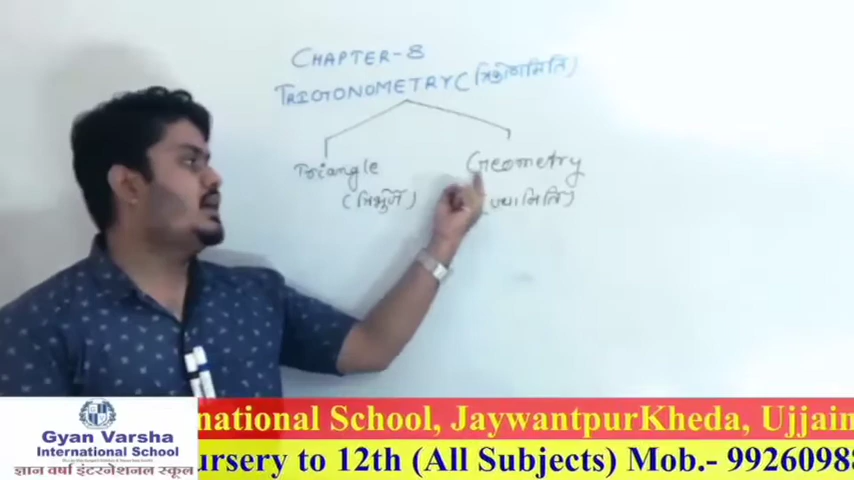 CHAPTER-8
TRIGONOMETRY (त्रिकोणमिति)
Triangle Geometry
(त्रिभुज) (ज्यामिति)
Gyan Varsha
International School
ज्ञान वर्षा इंटरनेशनल स्कूल
national School, JaywantpurKheda, Ujjain
ursery to 12th (All Subjects) Mob.- 99260988